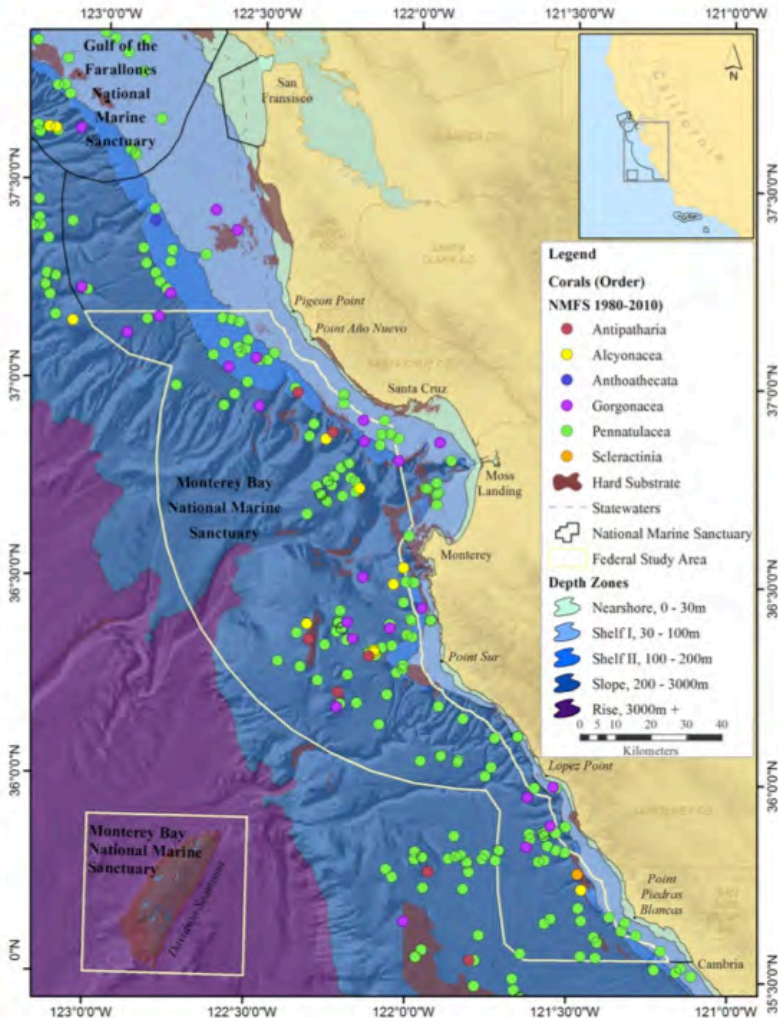 123°0'0"W 122°30'0"W 122°0'0"W 121°30'0"W 121°0'0"W
Gulf of the
Farallones
National
Marine
Sanctuary
San
Fransisco
N
California
37°30'0"N
37°30'0"N
Legend
Corals (Order)
NMFS 1980-2010)
Antipatharia
Alcyonacea
Anthoathecata
Gorgonacea
Pennatulacea
Scleractinia
Hard Substrate
Statewaters
National Marine Sanctuary
Federal Study Area
Depth Zones
Nearshore, 0 - 30m
Shelf I, 30 - 100m
Shelf II, 100 - 200m
Slope, 200 - 3000m
Rise, 3000m +
0 5 10 20 30 40
Kilometers
Pigeon Point
Point Año Nuevo
37°0'0"N
37°0'0"N
Santa Cruz
Moss
Landing
Monterey Bay
National Marine
Sanctuary
Monterey
36°30'0"N
36°30'0"N
Point Sur
Lopez Point
36°0'0"N
36°0'0"N
Monterey Bay
National Marine
Sanctuary
Davidson Seamount
Point
Piedras
Blancas
Cambria
0"N
35°30'0"N
123°0'0"W 122°30'0"W 122°0'0"W 121°30'0"W 121°0'0"W